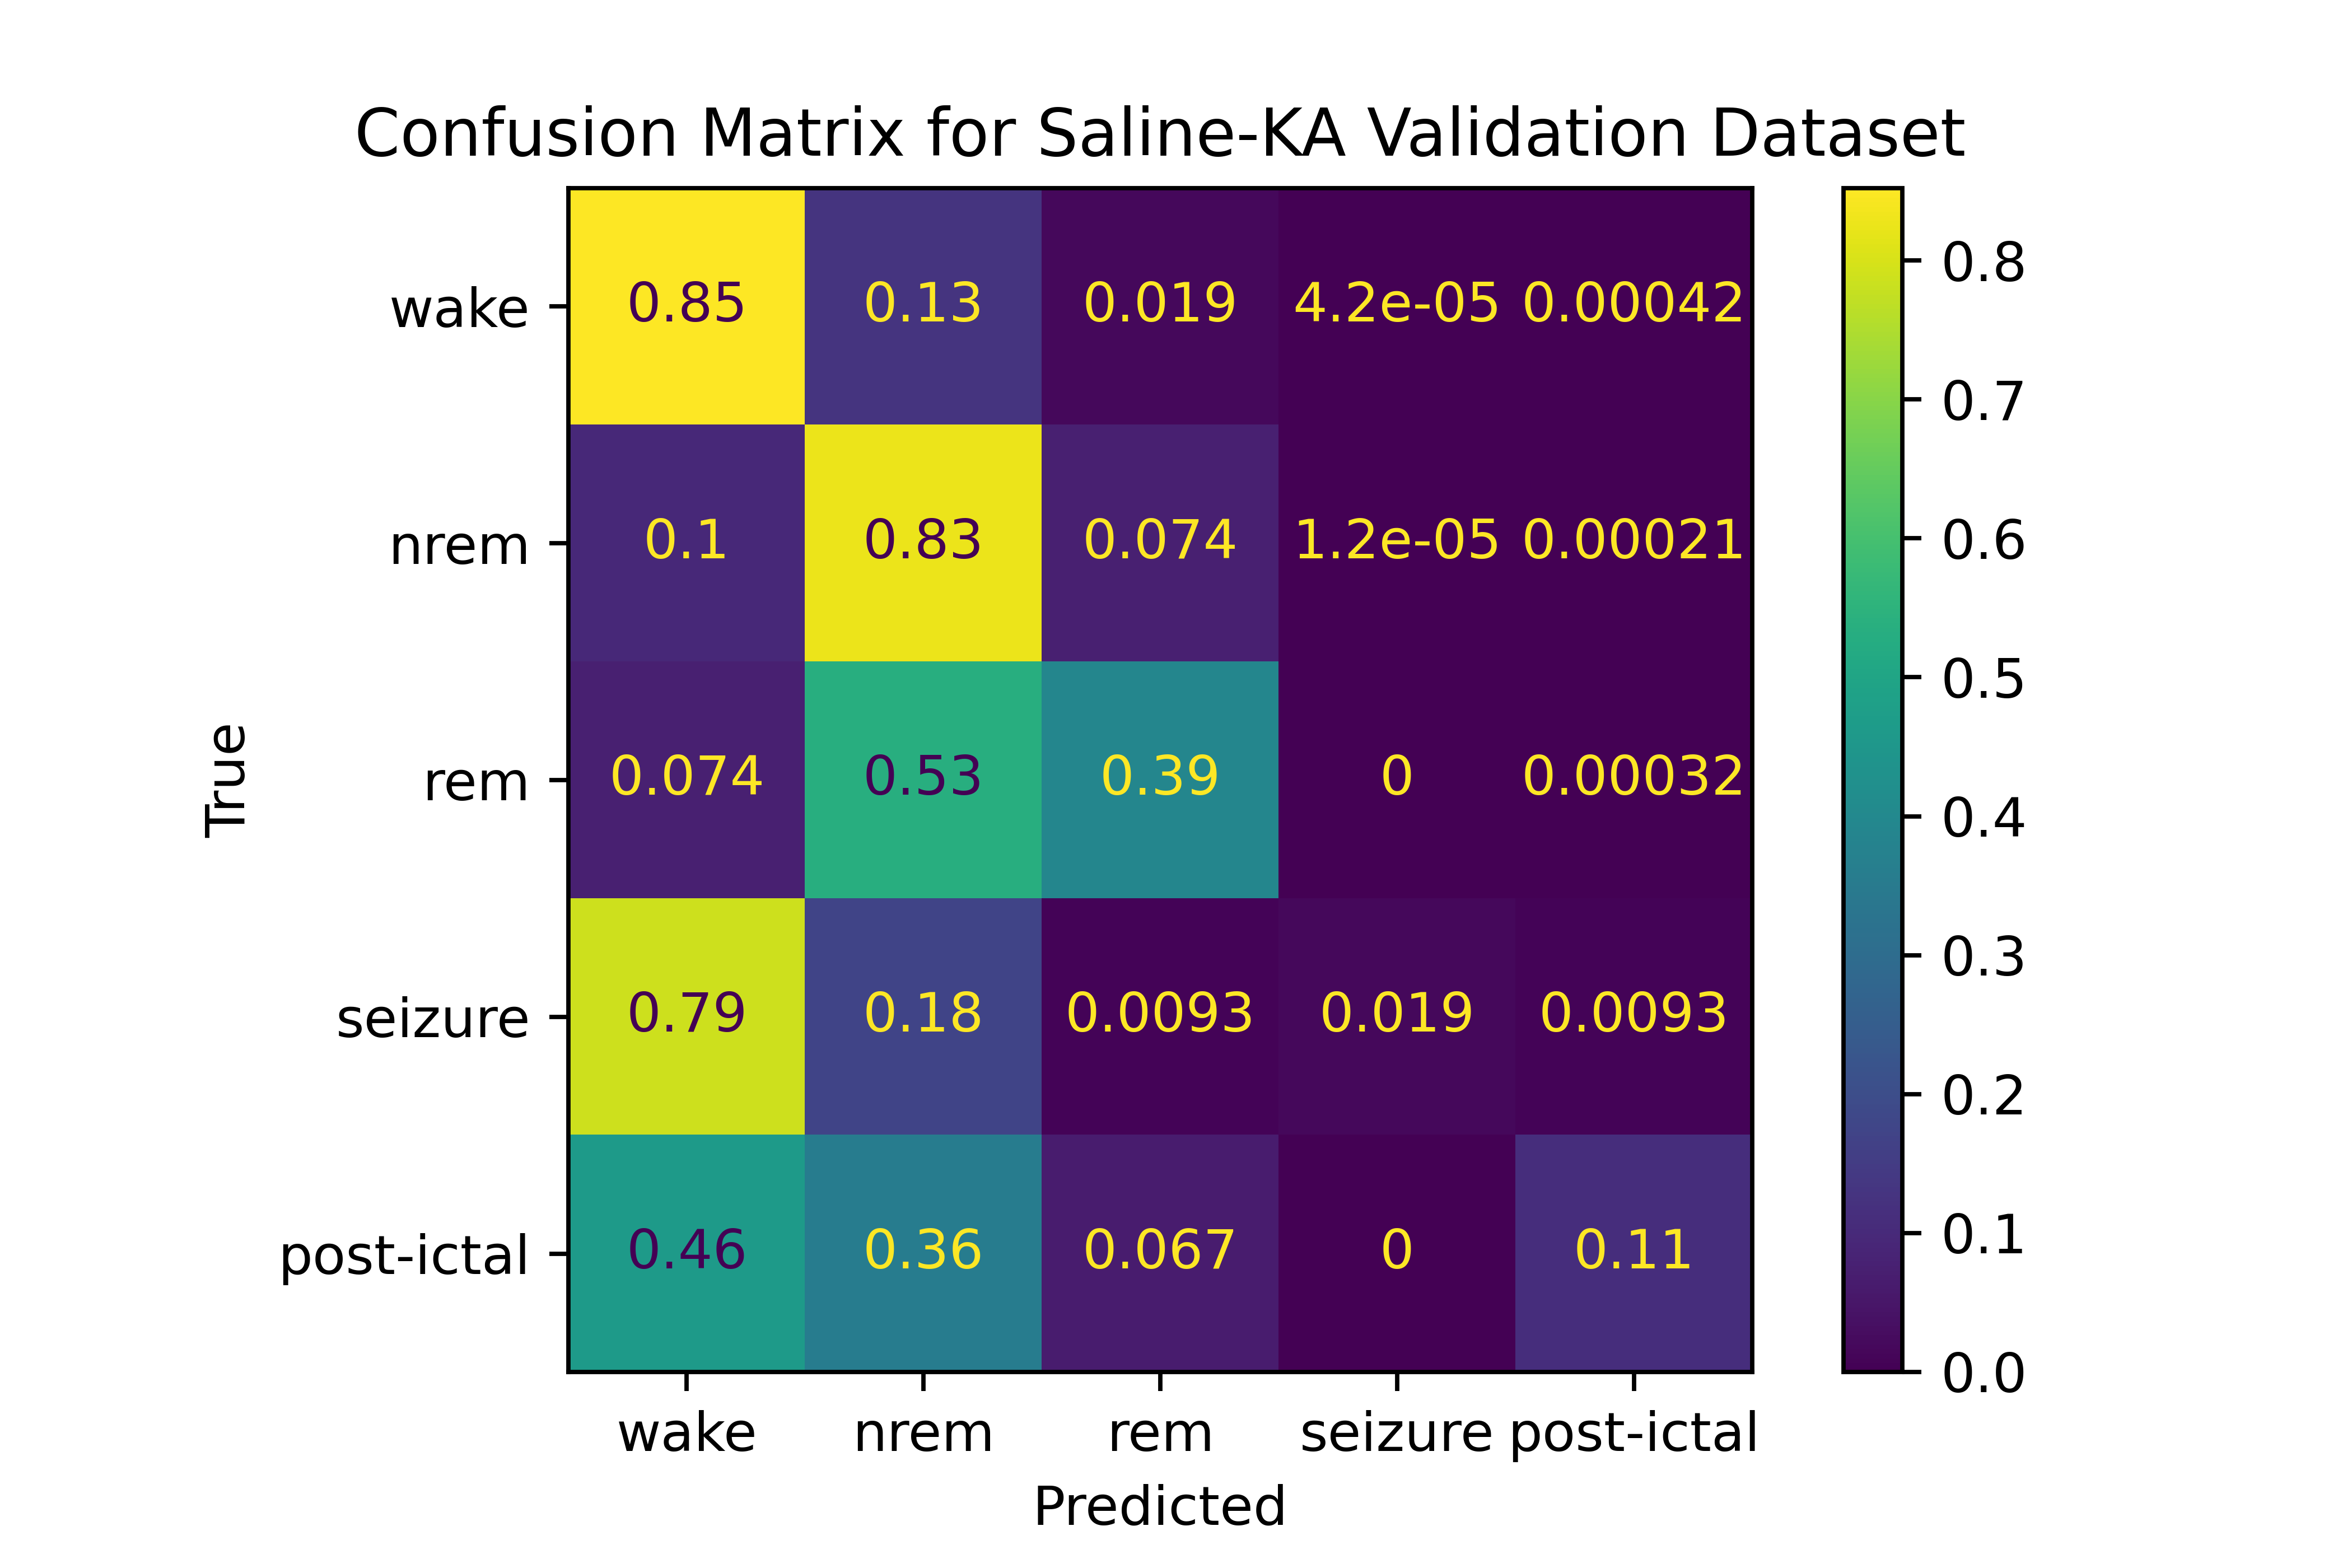 Confusion Matrix for Saline-KA Validation Dataset
True
wake 0.85 0.13 0.019 4.2e-05 0.00042
nrem 0.1 0.83 0.074 1.2e-05 0.00021
rem 0.074 0.53 0.39 0 0.00032
seizure 0.79 0.18 0.0093 0.019 0.0093
post-ictal 0.46 0.36 0.067 0 0.11
wake nrem rem seizure post-ictal
Predicted
0.8
0.7
0.6
0.5
0.4
0.3
0.2
0.1
0.0